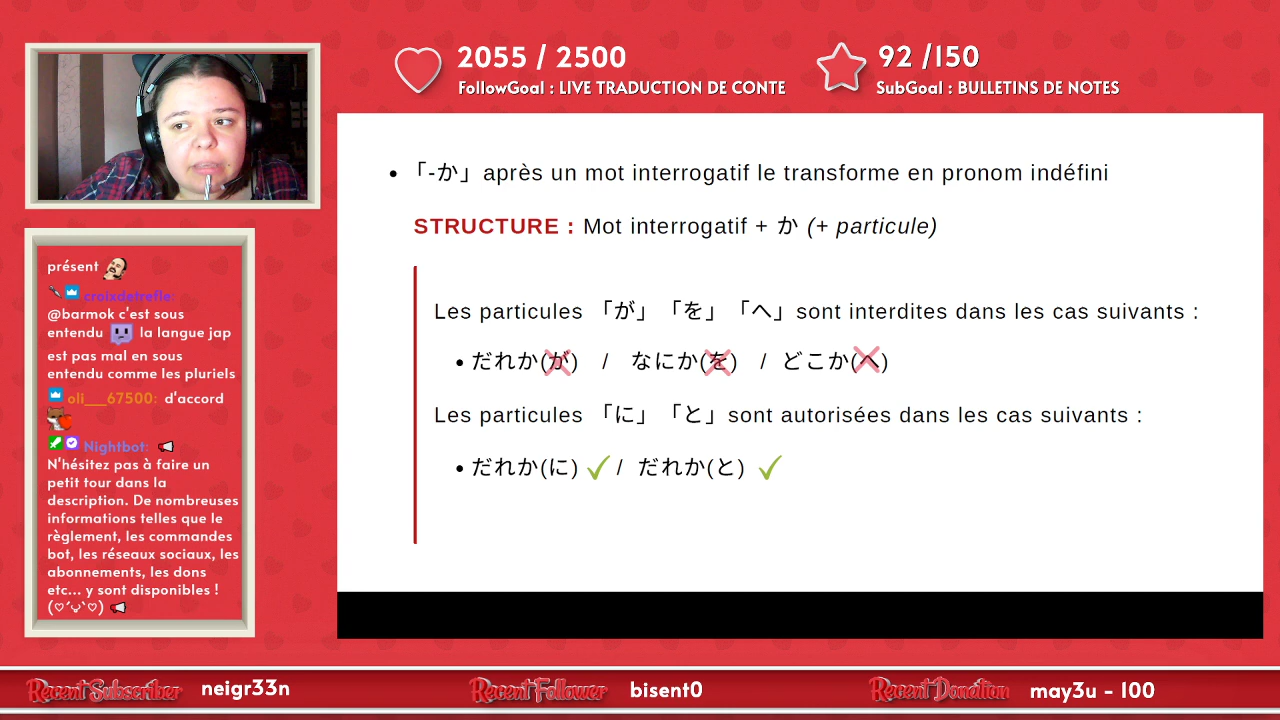 2055 / 2500
FollowGoal : LIVE TRADUCTION DE CONTE
92 /150
SubGoal : BULLETINS DE NOTES
• 「-か」après un mot interrogatif le transforme en pronom indéfini
STRUCTURE : Mot interrogatif + か (+ particule)
Les particules 「が」 「を」 「へ」sont interdites dans les cas suivants :
• だれか(が) / なにか(を) / どこか(へ)
Les particules 「に」 「と」sont autorisées dans les cas suivants :
• だれか(に) / だれか(と)
présent
croixdetrefle:
@barmok c'est sous
entendu la langue jap
est pas mal en sous
entendu comme les pluriels
oli___67500: d'accord
Nightbot:
N'hésitez pas à faire un
petit tour dans la
description. De nombreuses
informations telles que le
règlement, les commandes
bot, les réseaux sociaux, les
abonnements, les dons
etc... y sont disponibles !
(♡´◡`♡)
Recent Subscriber neigr33n
Recent Follower bisent0
Recent Donation may3u - 100